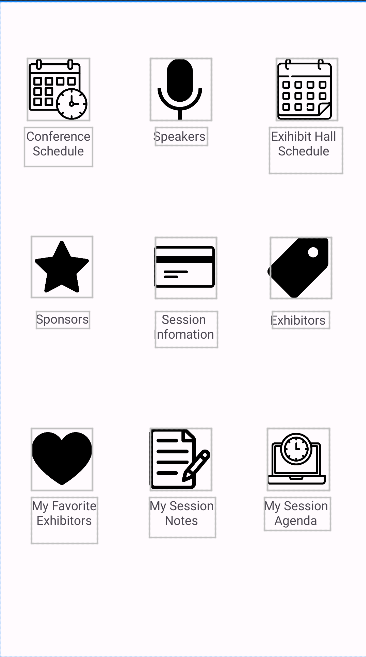 Conference
Schedule
Speakers
Exihibit Hall
Schedule
Sponsors
Session
Infomation
Exhibitors
My Favorite
Exhibitors
My Session
Notes
My Session
Agenda